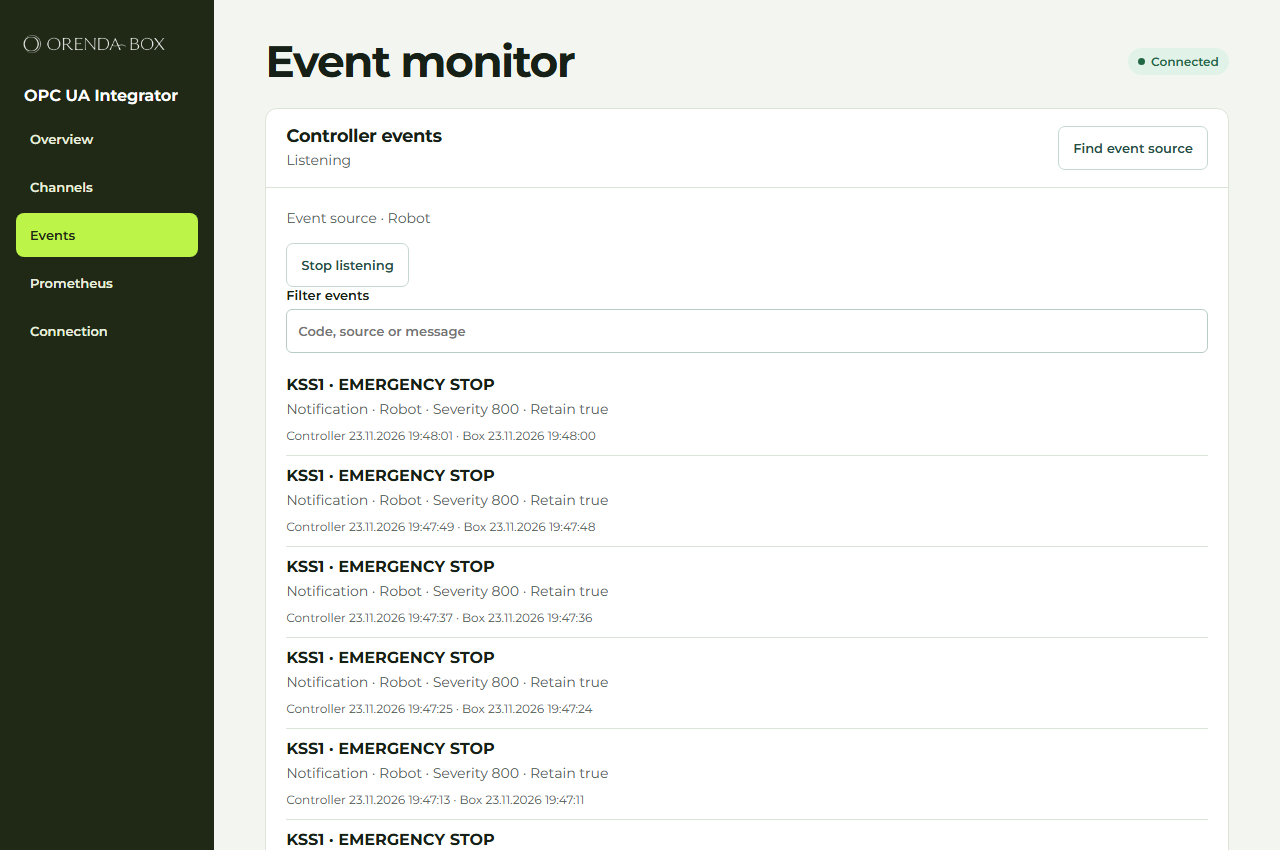 ORENDA-BOX
OPC UA Integrator
Overview
Channels
Events
Prometheus
Connection
Event monitor
Connected
Controller events
Listening
Find event source
Event source · Robot
Stop listening
Filter events
Code, source or message
KSS1 · EMERGENCY STOP
Notification · Robot · Severity 800 · Retain true
Controller 23.11.2026 19:48:01 · Box 23.11.2026 19:48:00
KSS1 · EMERGENCY STOP
Notification · Robot · Severity 800 · Retain true
Controller 23.11.2026 19:47:49 · Box 23.11.2026 19:47:48
KSS1 · EMERGENCY STOP
Notification · Robot · Severity 800 · Retain true
Controller 23.11.2026 19:47:37 · Box 23.11.2026 19:47:36
KSS1 · EMERGENCY STOP
Notification · Robot · Severity 800 · Retain true
Controller 23.11.2026 19:47:25 · Box 23.11.2026 19:47:24
KSS1 · EMERGENCY STOP
Notification · Robot · Severity 800 · Retain true
Controller 23.11.2026 19:47:13 · Box 23.11.2026 19:47:11
KSS1 · EMERGENCY STOP